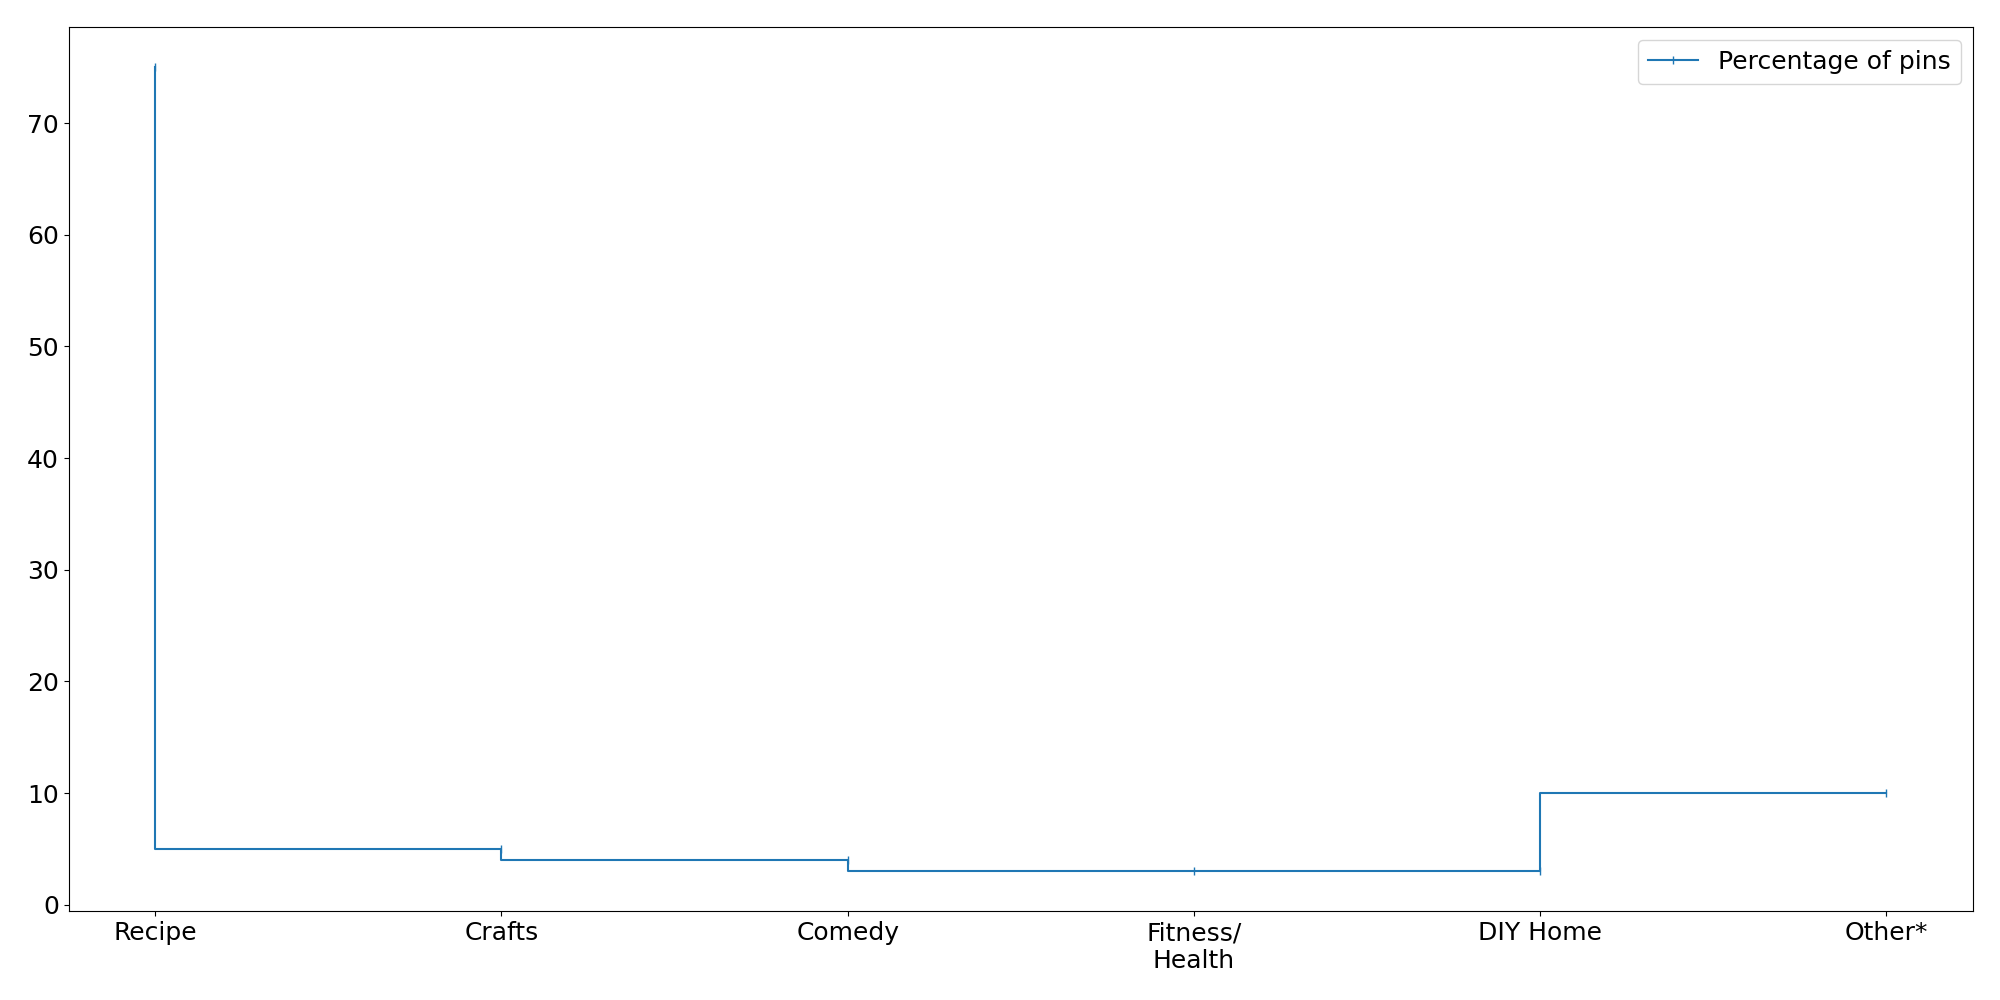 Percentage of pins
70
60
50
40
30
20
10
0
Recipe
Crafts
Comedy
Fitness/
Health
DIY Home
Other*